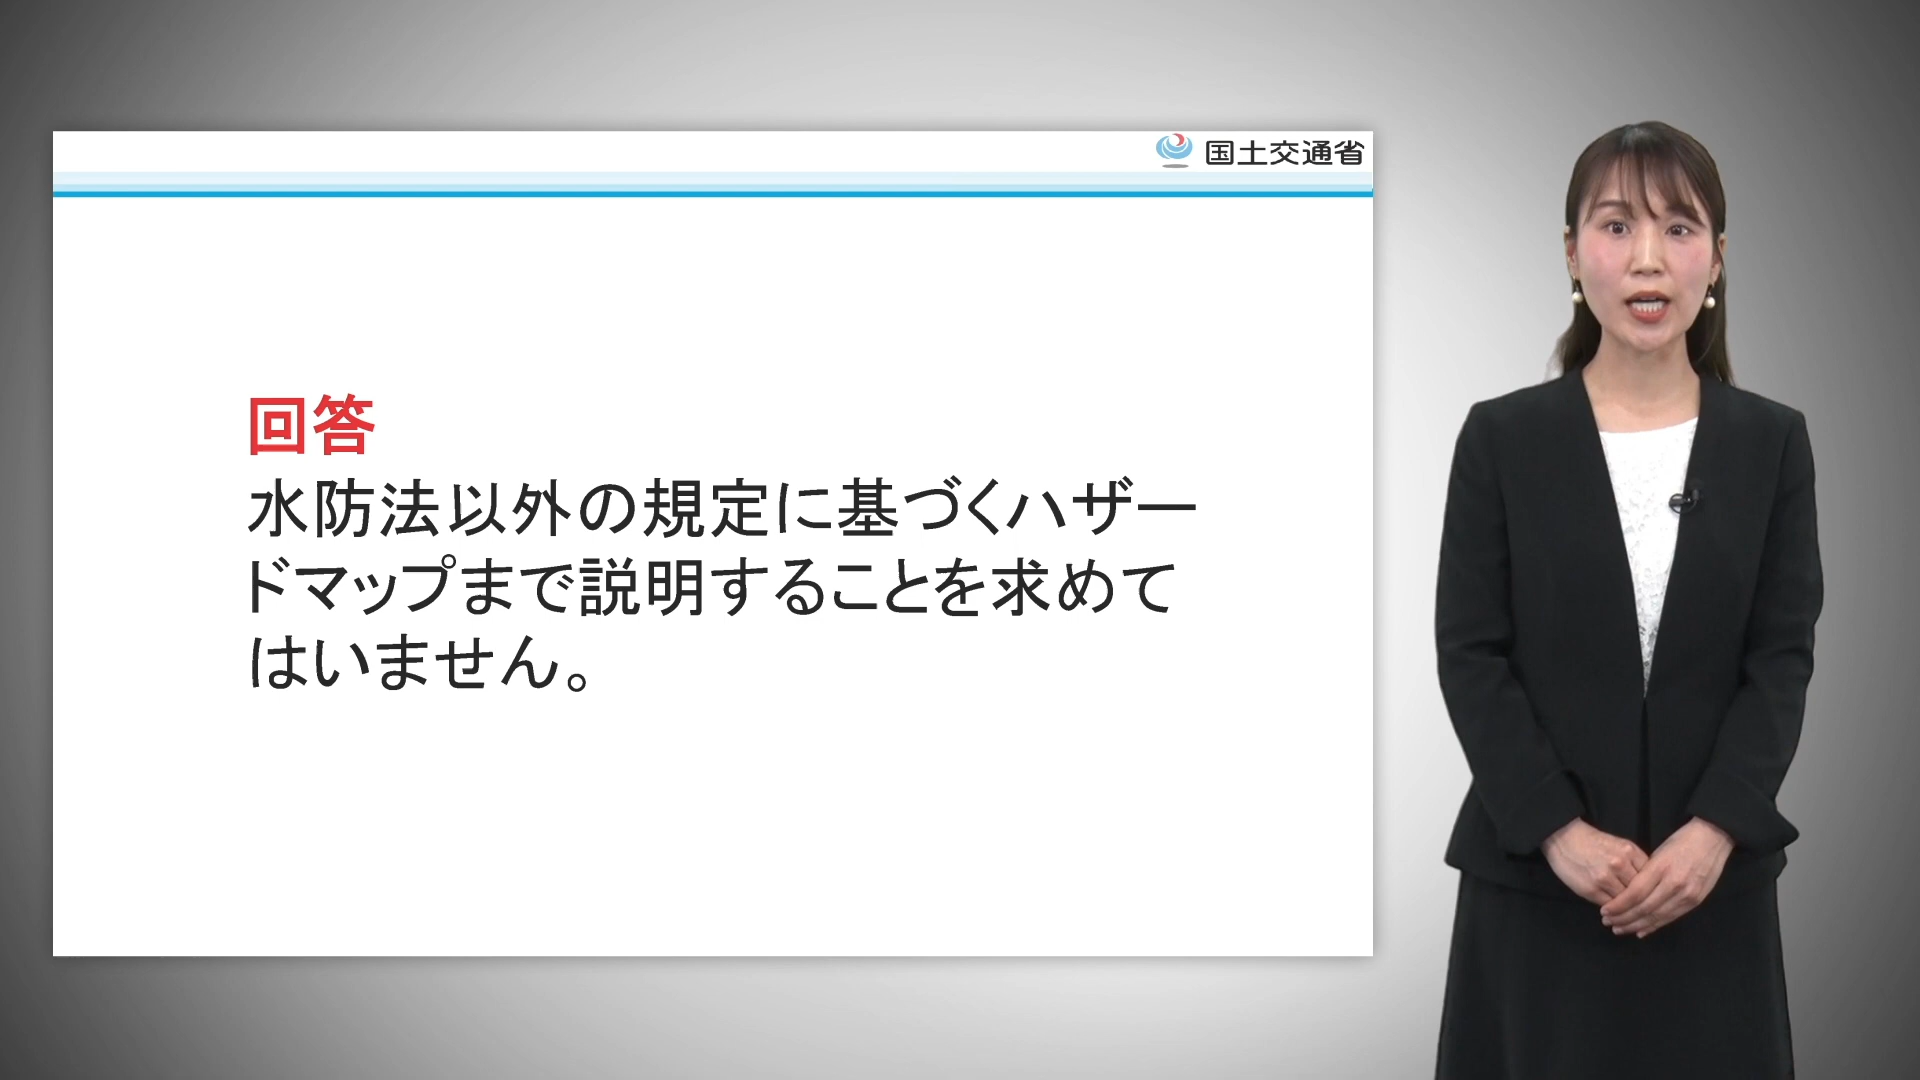 国土交通省
回答
水防法以外の規定に基づくハザー
ドマップまで説明することを求めて
はいません。